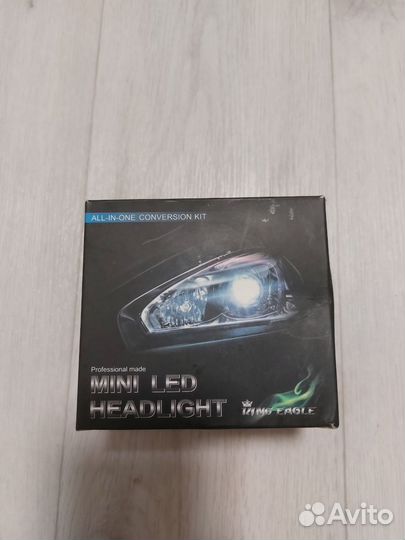 ALL-IN-ONE CONVERSION KIT
Professional made
MINI LED
HEADLIGHT
KING EAGLE
Avito